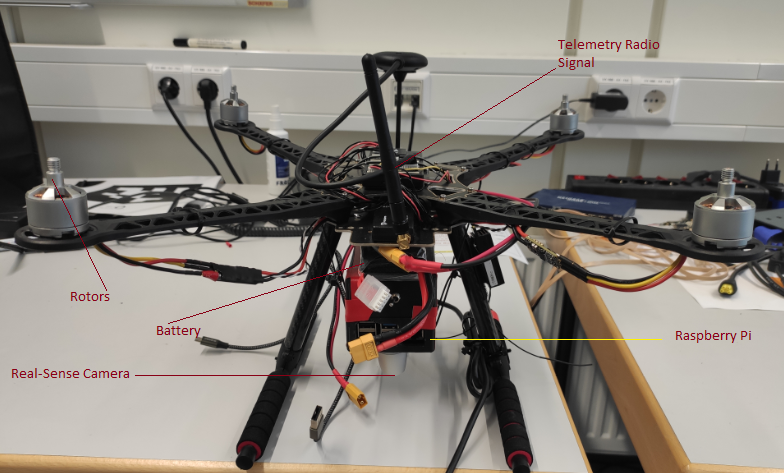 Telemetry Radio
Signal
Rotors
Battery
Raspberry Pi
Real-Sense Camera